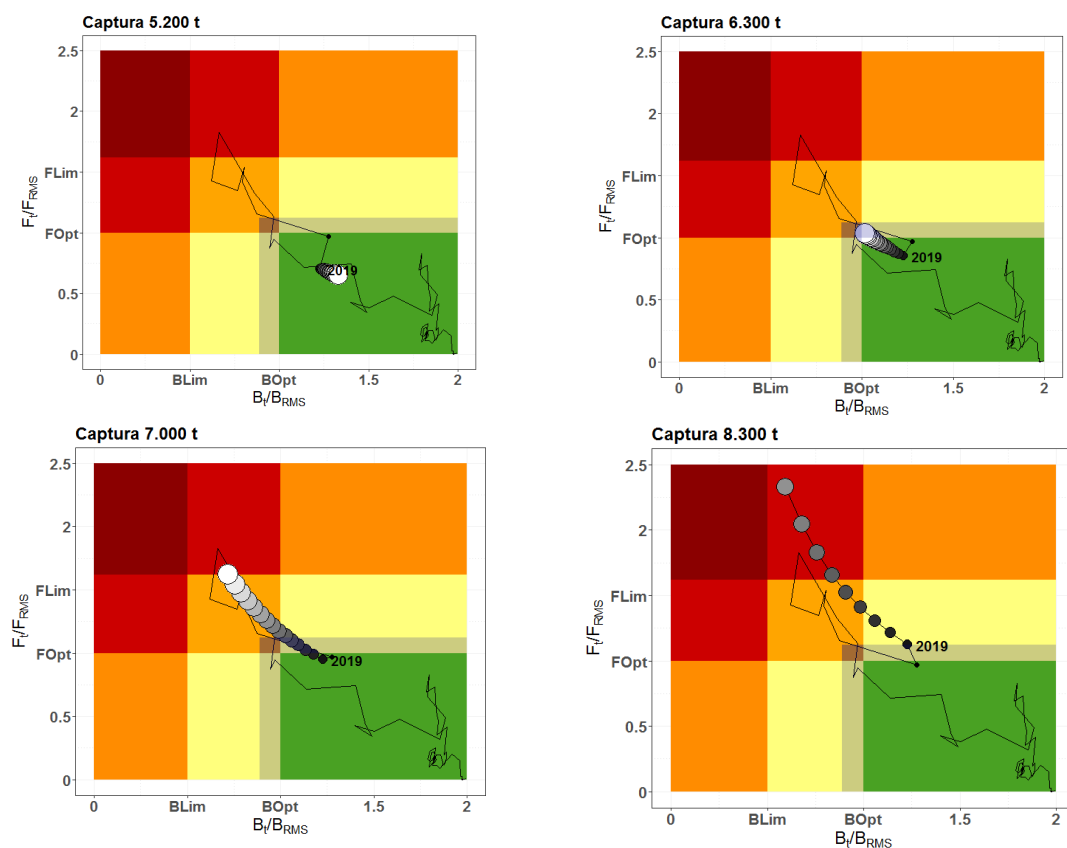 Captura 5.200 t
2.5
2
FLim
FOpt
0.5
0
Ft/FRMS
2019
0
BLim
BOpt
1.5
2
Bt/BRMS
Captura 6.300 t
2.5
2
FLim
FOpt
0.5
0
Ft/FRMS
2019
0
BLim
BOpt
1.5
2
Bt/BRMS
Captura 7.000 t
2.5
2
FLim
FOpt
0.5
0
Ft/FRMS
2019
0
BLim
BOpt
1.5
2
Bt/BRMS
Captura 8.300 t
2.5
2
FLim
FOpt
0.5
0
Ft/FRMS
2019
0
BLim
BOpt
1.5
2
Bt/BRMS